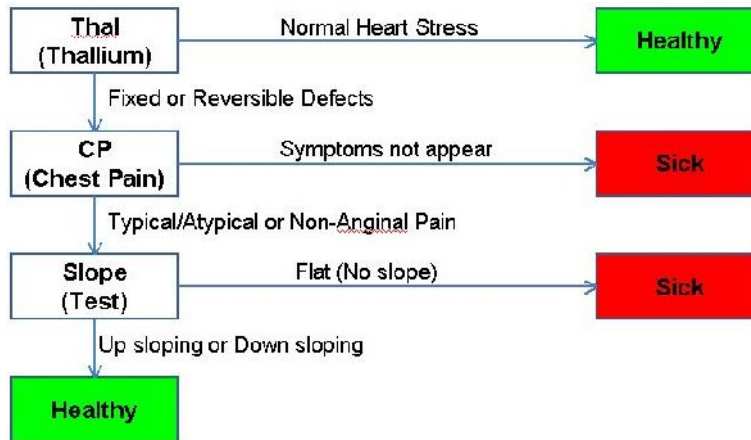 Thal
(Thallium)
Normal Heart Stress
Healthy
Fixed or Reversible Defects
CP
(Chest Pain)
Symptoms not appear
Sick
Typical/Atypical or Non-Anginal Pain
Slope
(Test)
Flat (No slope)
Sick
Up sloping or Down sloping
Healthy